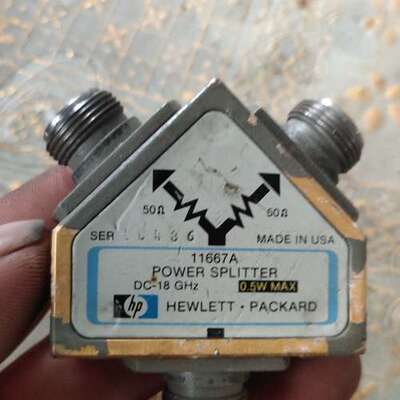 50Ω 50Ω
SER MADE IN USA
11667A
POWER SPLITTER
DC-18 GHz 0.5W MAX
hp HEWLETT • PACKARD